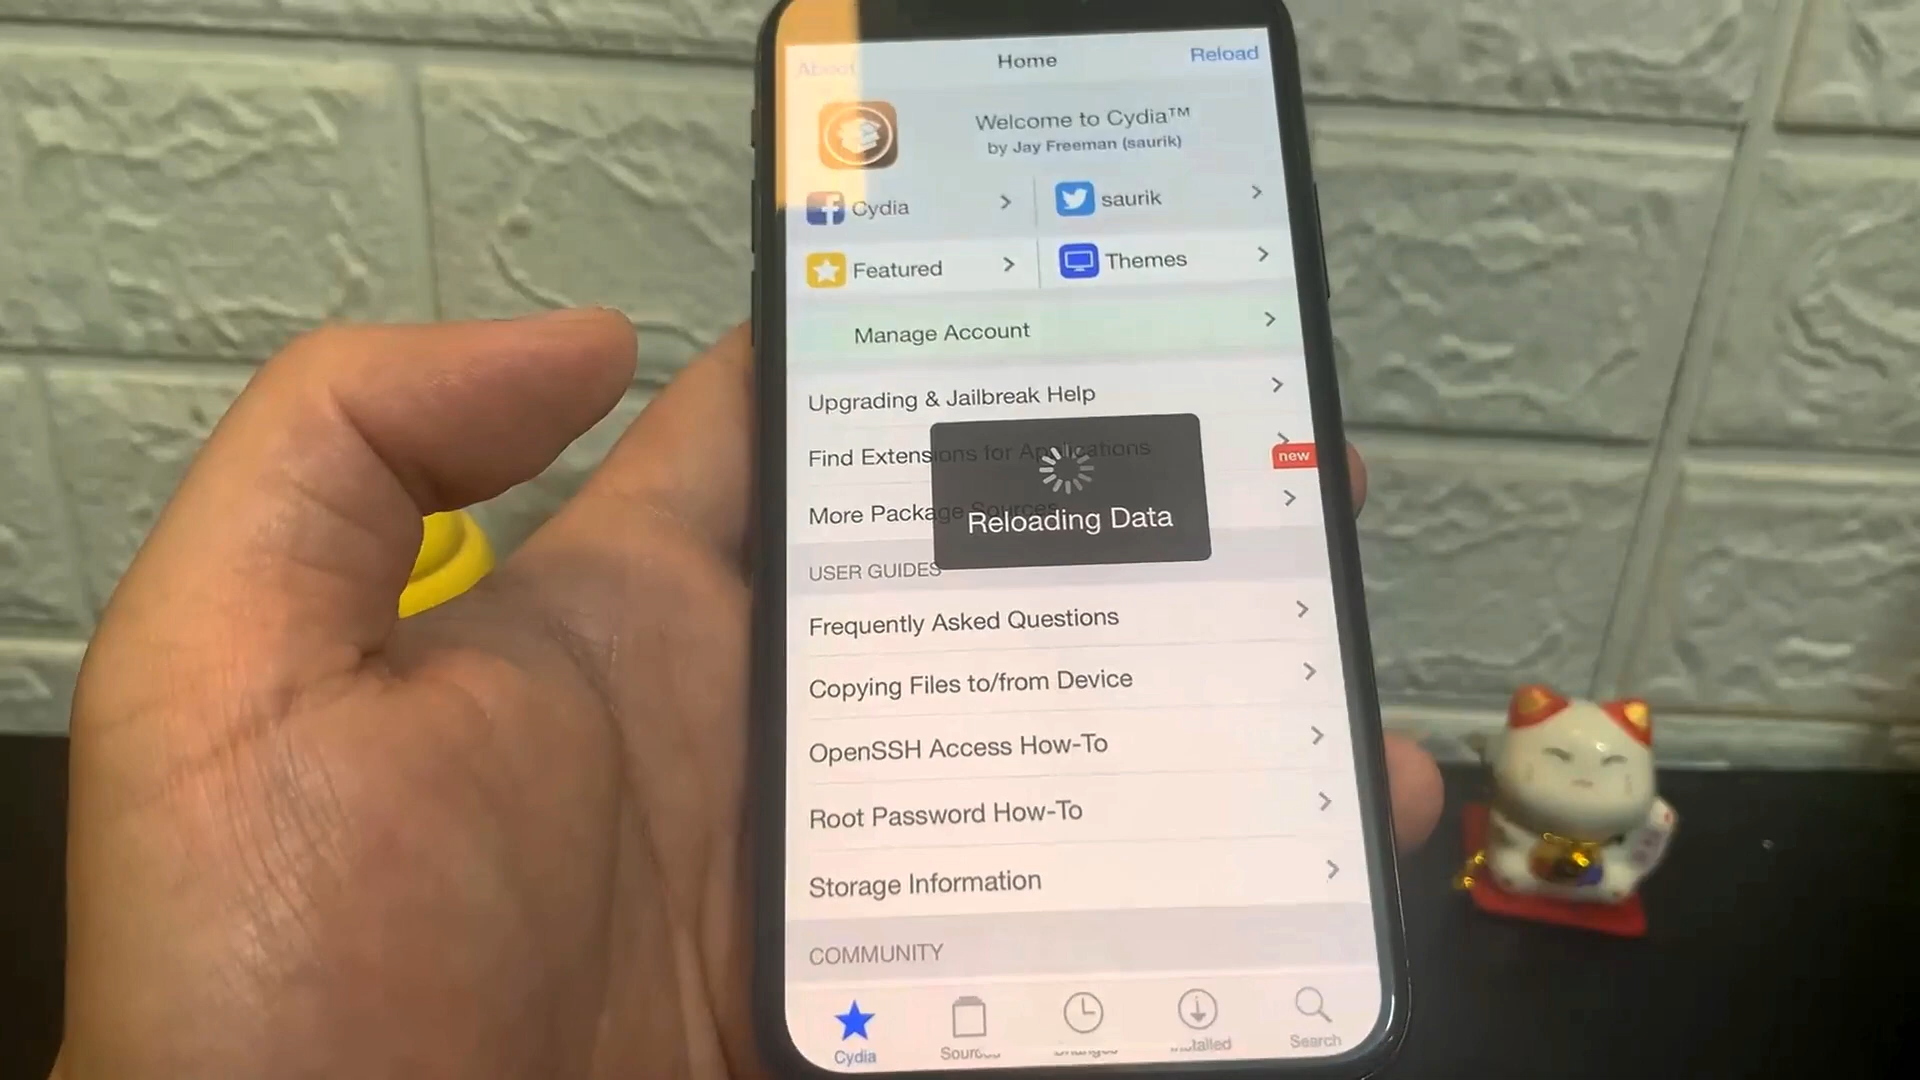 About
Home
Reload
Welcome to Cydia™
by Jay Freeman (saurik)
Cydia
saurik
Featured
Themes
Manage Account
Upgrading & Jailbreak Help
Find Extensions for Applications
new
More Package Sources
Reloading Data
USER GUIDES
Frequently Asked Questions
Copying Files to/from Device
OpenSSH Access How-To
Root Password How-To
Storage Information
COMMUNITY
Cydia
Sources
Changes
Installed
Search